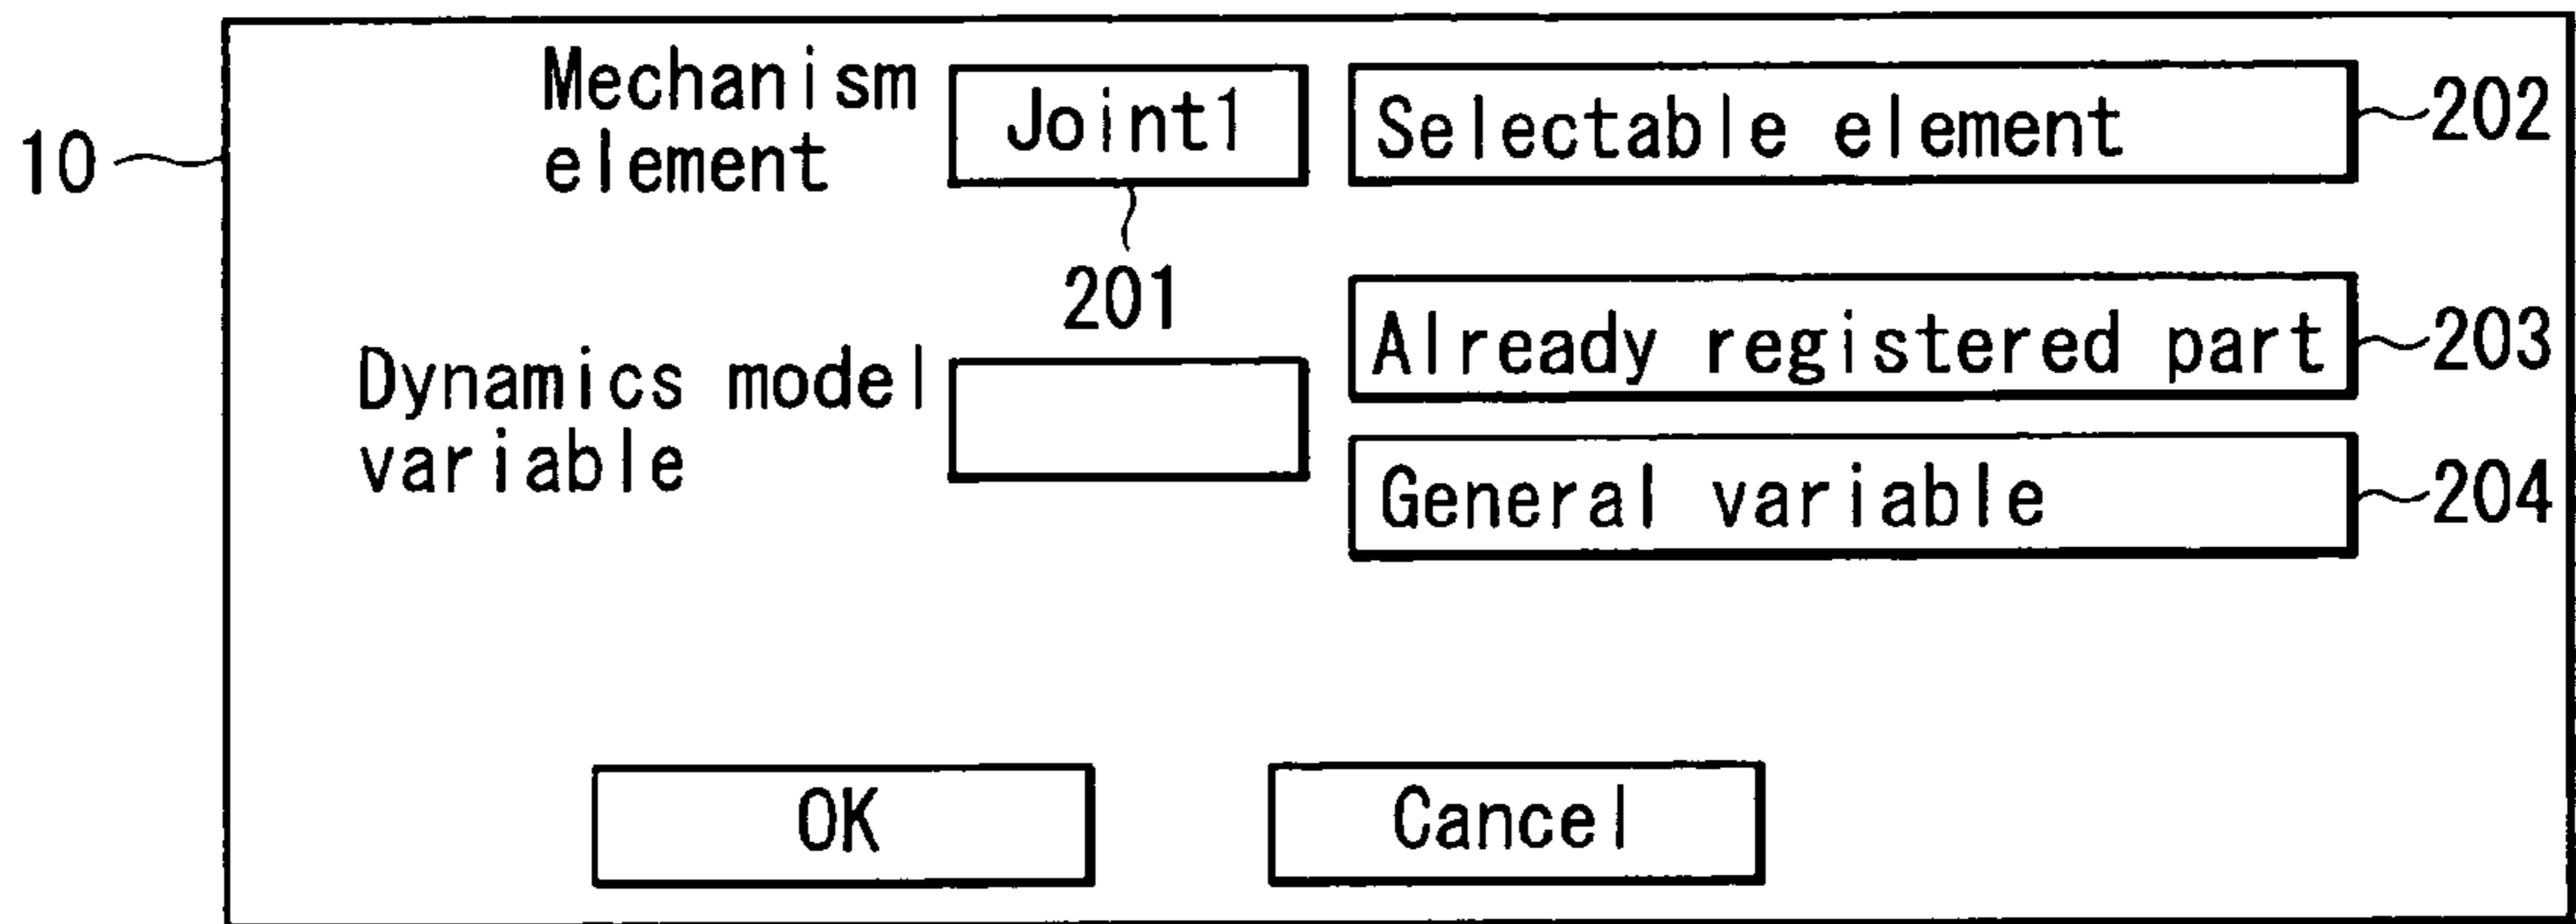 Mechanism
element
Joint1
Selectable element
202
10
201
Already registered part
203
Dynamics model
variable
General variable
204
OK
Cancel